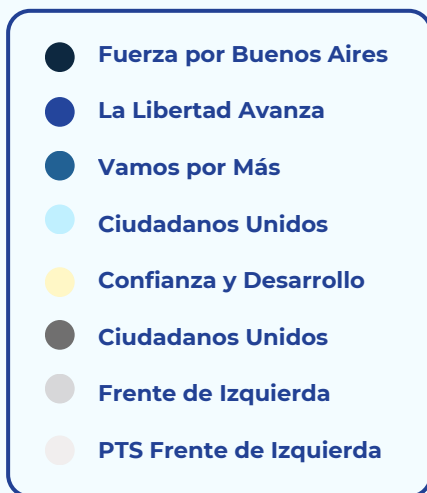 Fuerza por Buenos Aires
La Libertad Avanza
Vamos por Más
Ciudadanos Unidos
Confianza y Desarrollo
Ciudadanos Unidos
Frente de Izquierda
PTS Frente de Izquierda